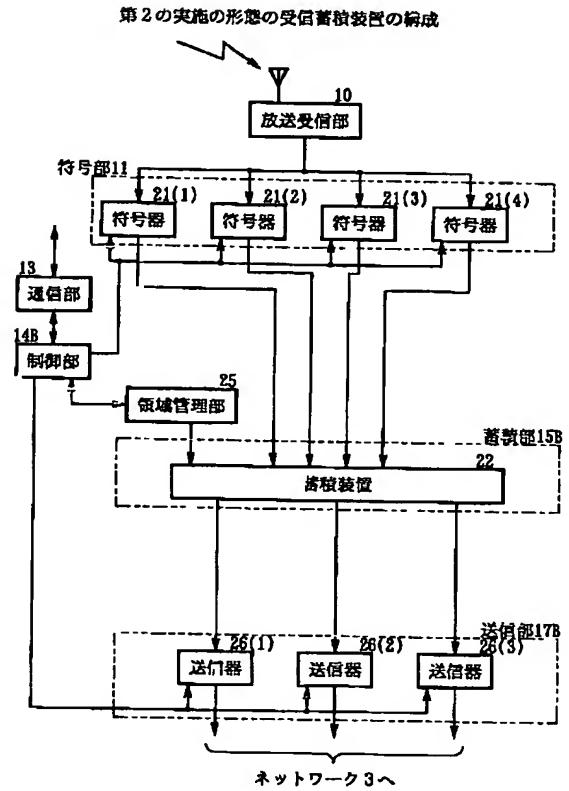 第2の実施の形態の受信蓄積装置の構成
10
放送受信部
符号部11
21(1)
21(2)
21(3)
21(4)
符号器
符号器
符号器
符号器
13
通信部
14B
制御部
25
領域管理部
蓄積部15B
22
蓄積装置
送信部17B
26(1)
26(2)
26(3)
送信器
送信器
送信器
ネットワーク3へ